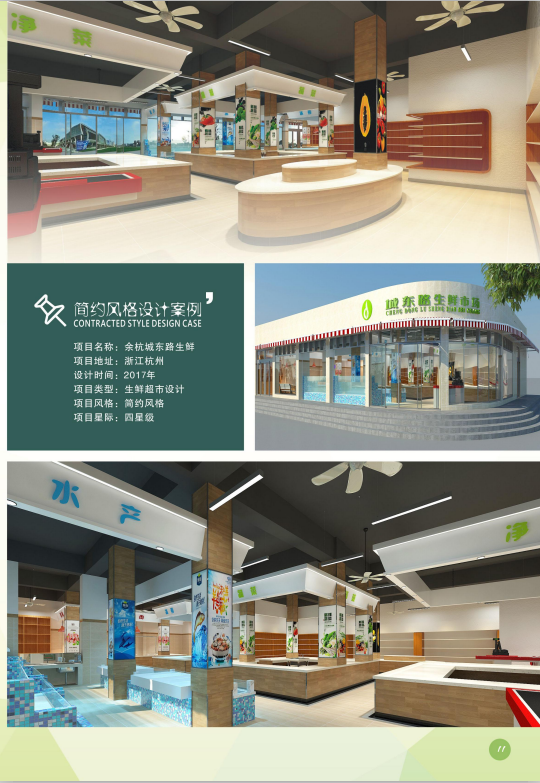 净菜
简约风格设计案例
CONTRACTED STYLE DESIGN CASE
项目名称：余杭城东路生鲜
项目地址：浙江杭州
设计时间：2017年
项目类型：生鲜超市设计
项目风格：简约风格
项目星际：四星级
城东路生鲜市场
CHENG DONG LU SHENG XIAN SHI CHANG
水产
净
11